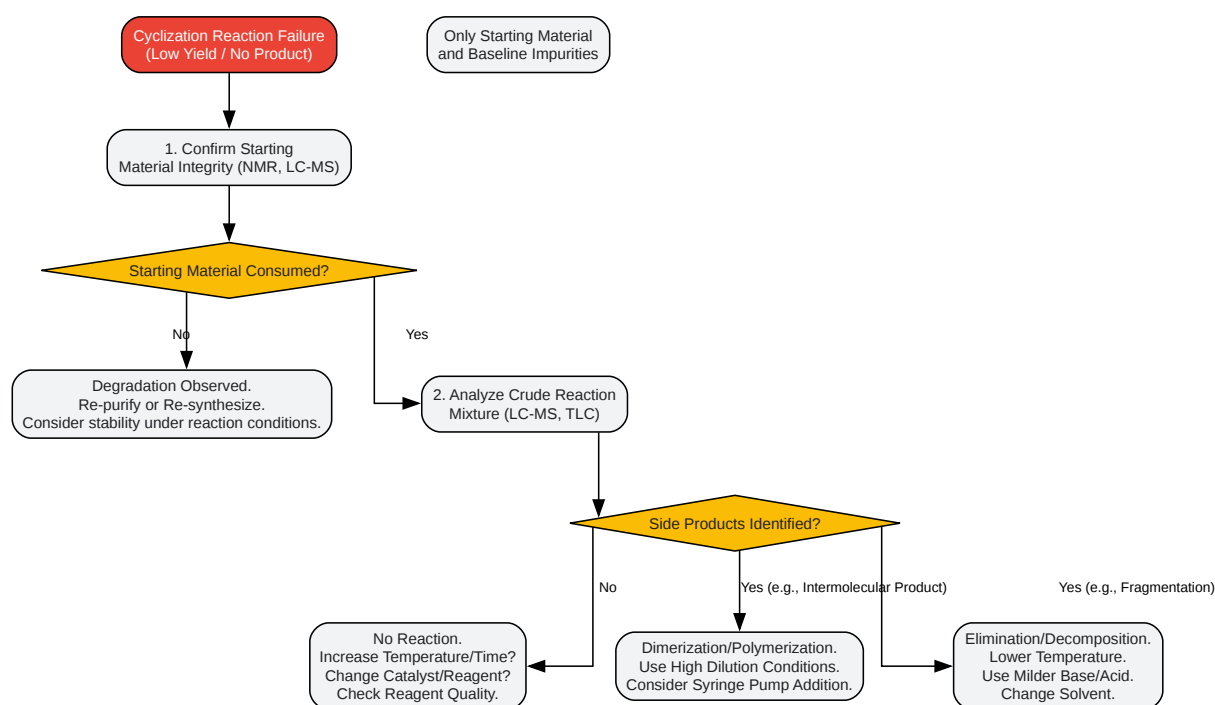 Cyclization Reaction Failure
(Low Yield / No Product)
Only Starting Material
and Baseline Impurities
1. Confirm Starting
Material Integrity (NMR, LC-MS)
Starting Material Consumed?
No
Yes
Degradation Observed.
Re-purify or Re-synthesize.
Consider stability under reaction conditions.
2. Analyze Crude Reaction
Mixture (LC-MS, TLC)
Side Products Identified?
No
Yes (e.g., Intermolecular Product)
Yes (e.g., Fragmentation)
No Reaction.
Increase Temperature/Time?
Change Catalyst/Reagent?
Check Reagent Quality.
Dimerization/Polymerization.
Use High Dilution Conditions.
Consider Syringe Pump Addition.
Elimination/Decomposition.
Lower Temperature.
Use Milder Base/Acid.
Change Solvent.